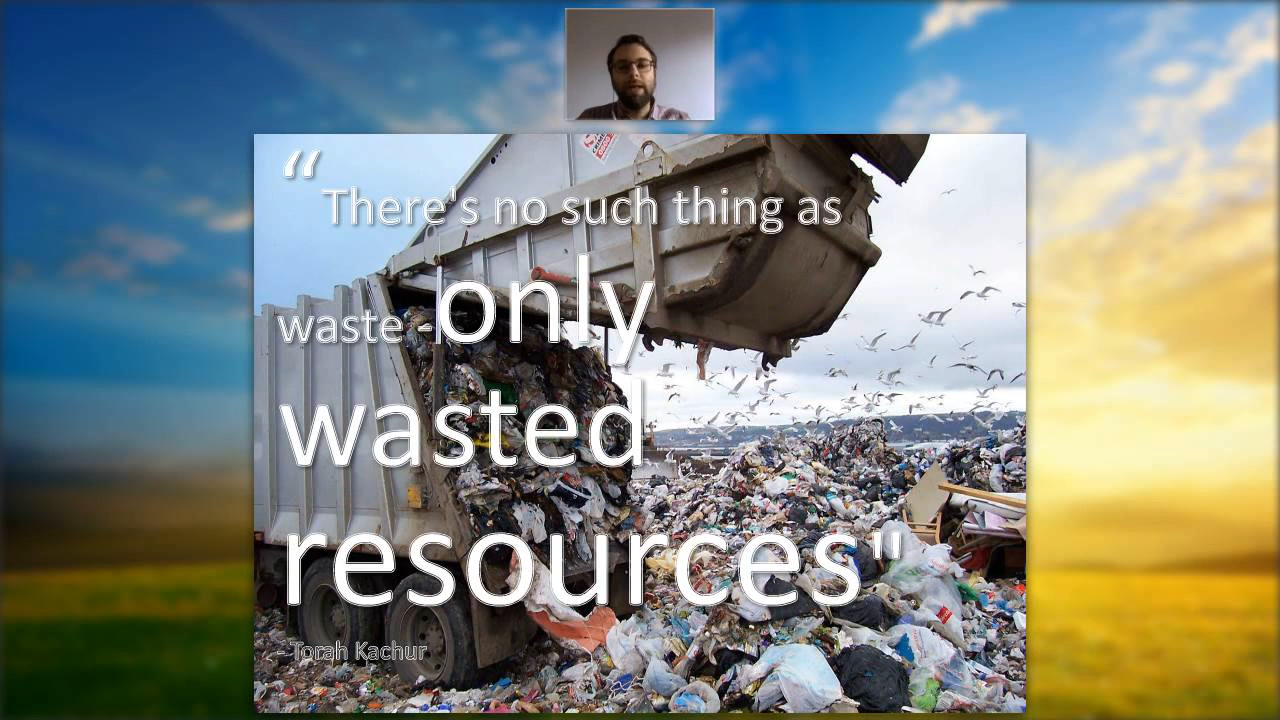 “There's no such thing as
waste - only
wasted
resources"
- Torah Kachur